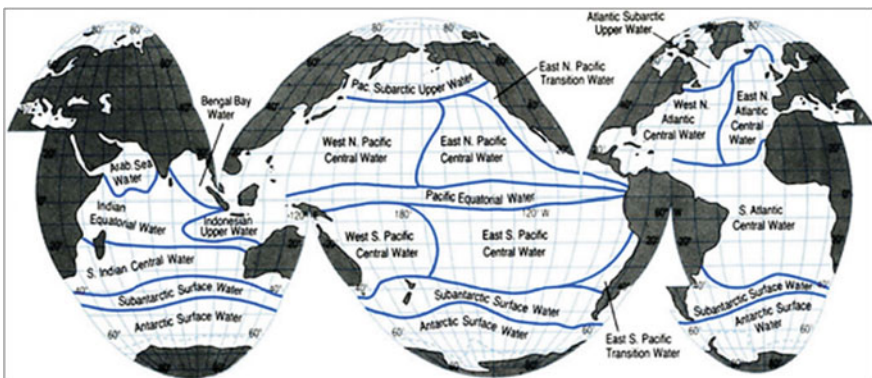 Atlantic Subarctic
Upper Water
East N. Pacific
Transition Water
Pac. Subarctic Upper Water
Bengal Bay
Water
West N.
Atlantic
Central Water
East N.
Atlantic
Central
Water
West N. Pacific
Central Water
East N. Pacific
Central Water
Arab. Sea
Water
Pacific Equatorial Water
Indian
Equatorial Water
Indonesian
Upper Water
120°
180°
120° W
West S. Pacific
Central Water
East S. Pacific
Central Water
S. Atlantic
Central Water
S. Indian Central Water
Subantarctic Surface Water
Subantarctic Surface Water
Subantarctic Surface Water
Antarctic Surface Water
Antarctic Surface Water
Antarctic Surface
Water
East S. Pacific
Transition Water